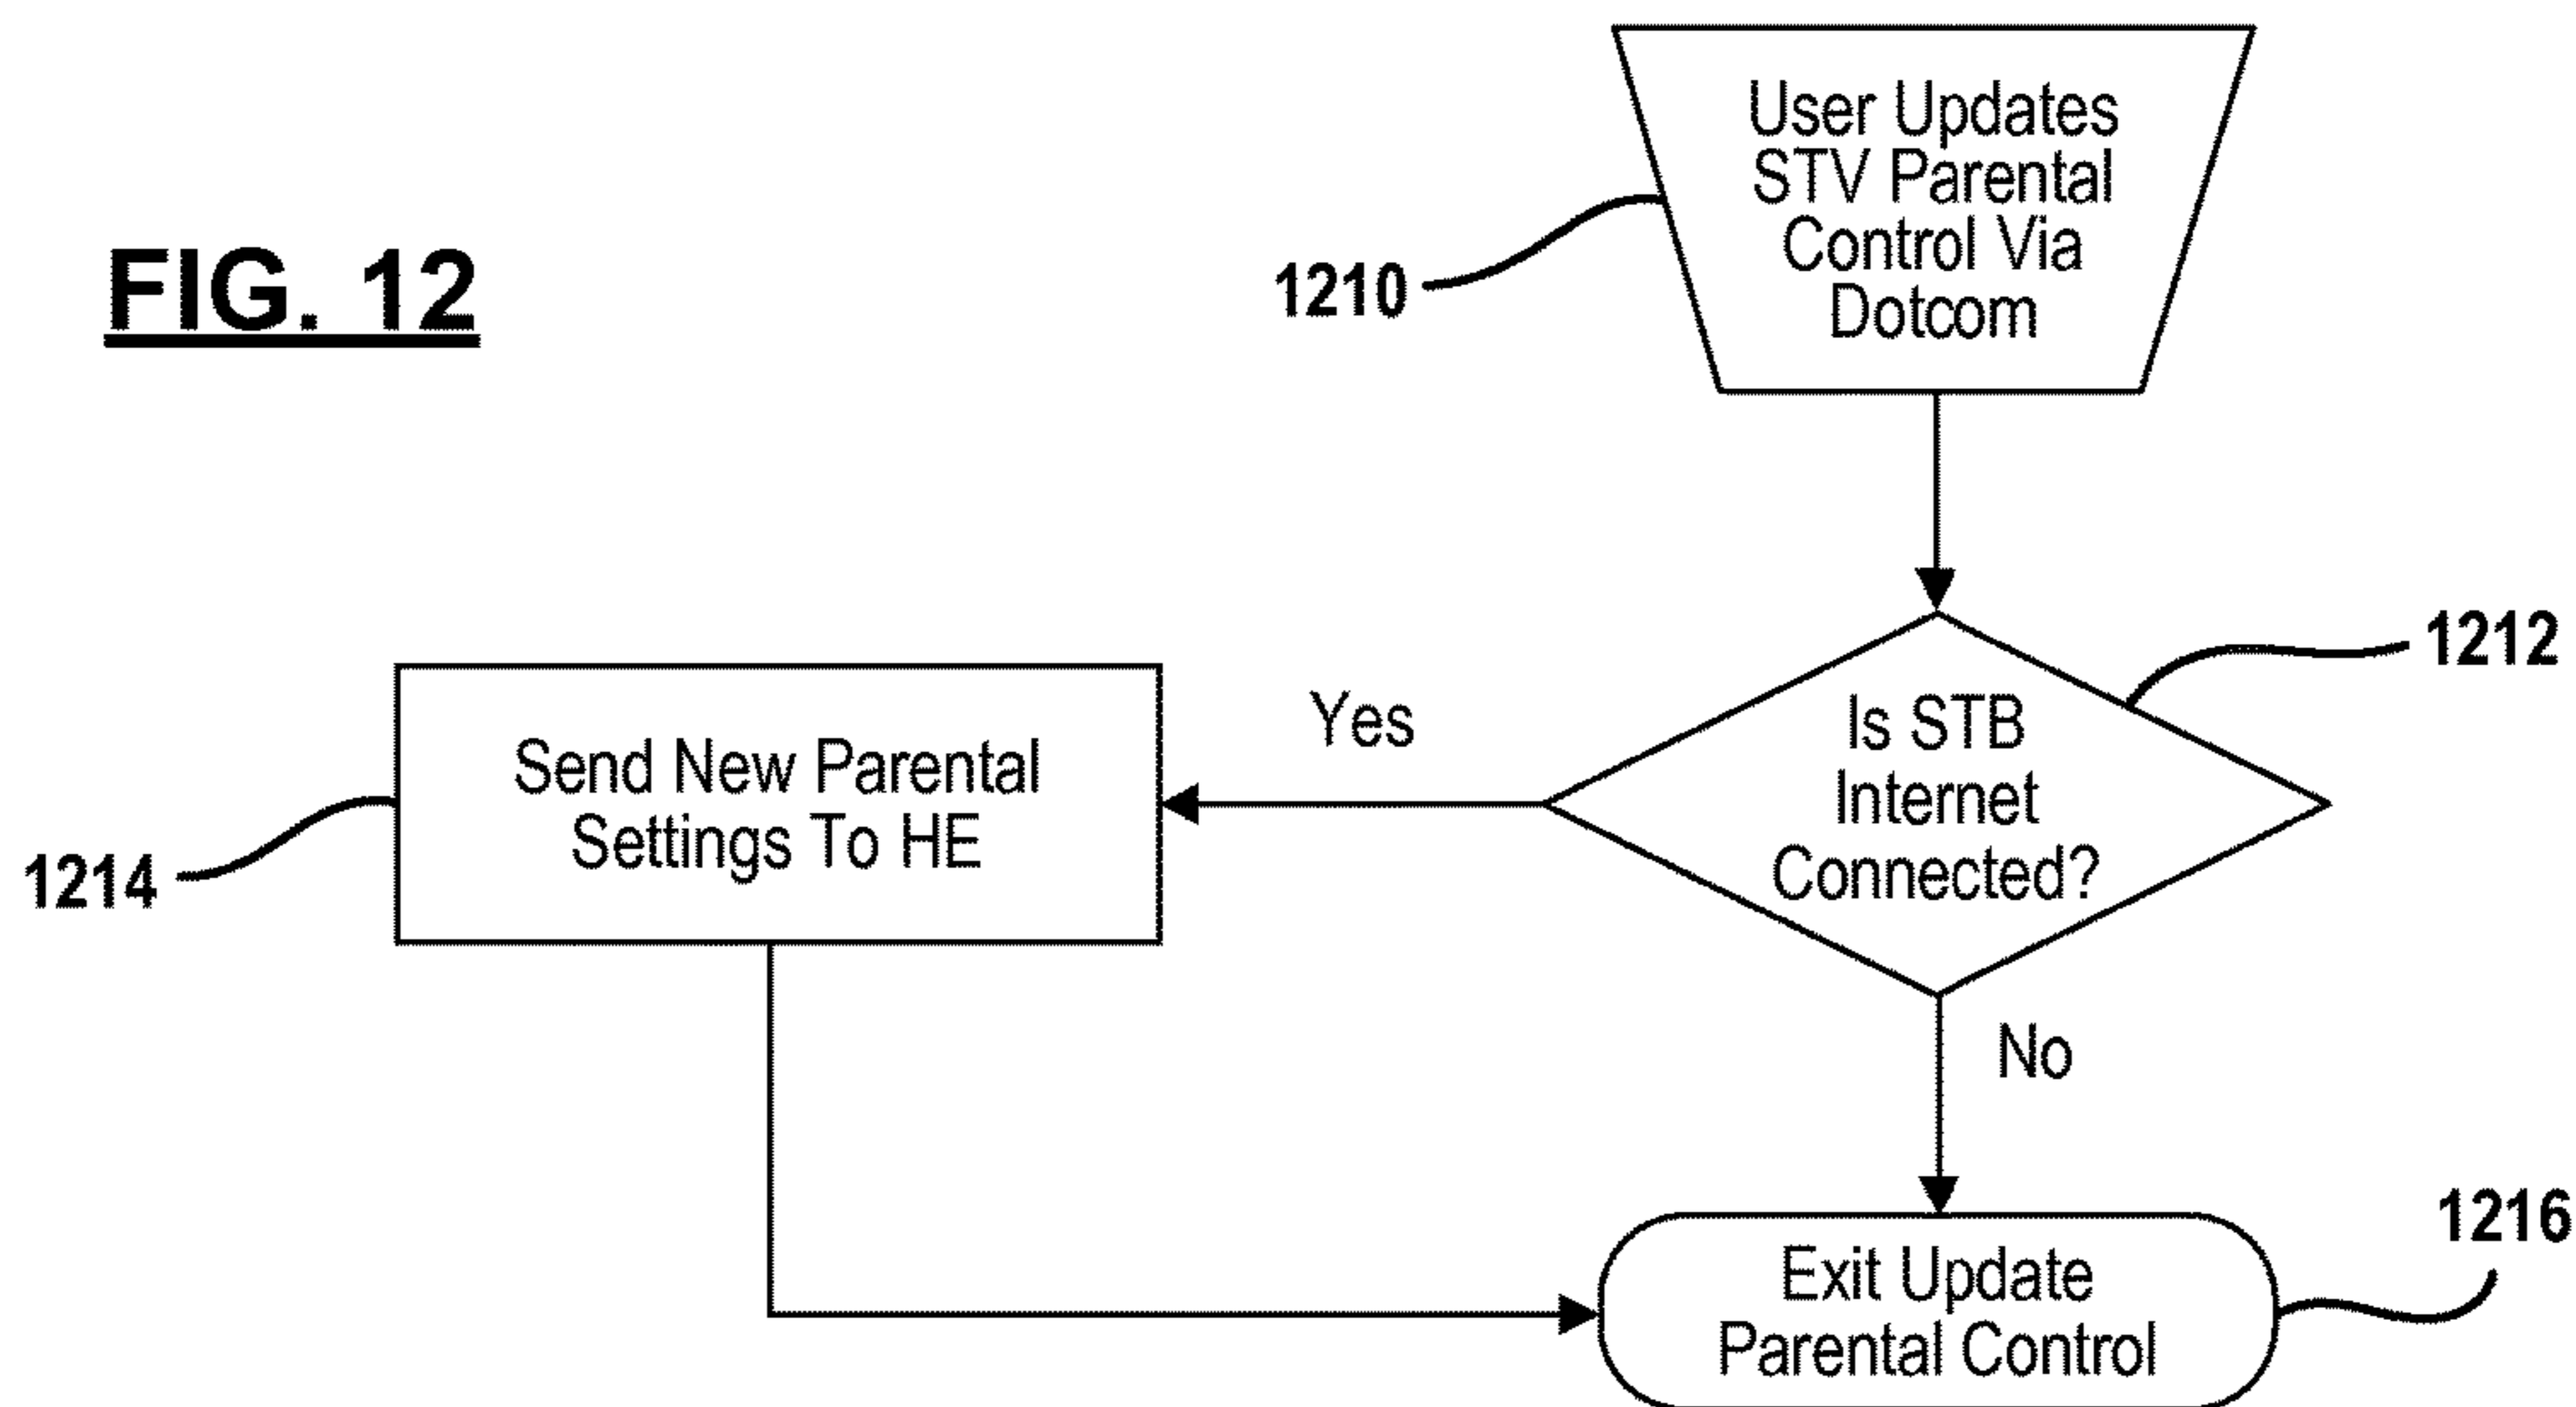 FIG. 12
User Updates
STV Parental
Control Via
Dotcom
1210
1212
Is STB
Internet
Connected?
Yes
Send New Parental
Settings To HE
1214
No
1216
Exit Update
Parental Control